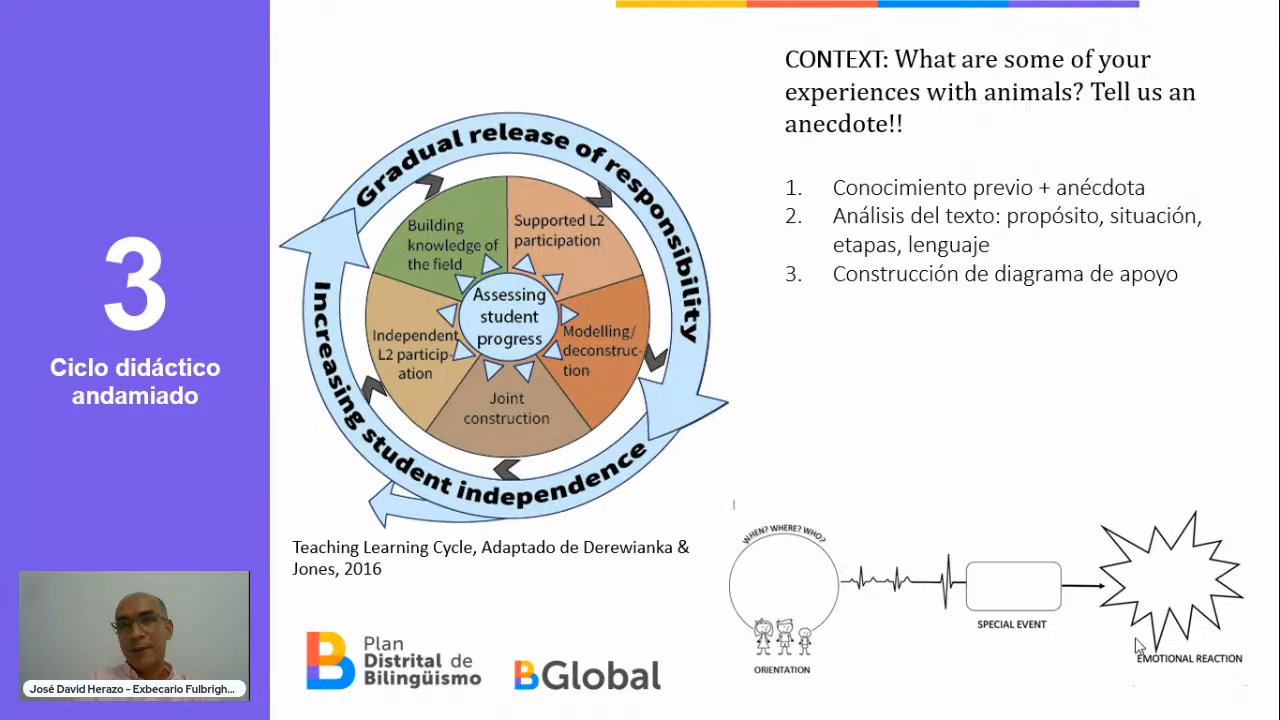 3
Ciclo didáctico
andamiado
Gradual release of responsibility
Increasing student independence
Building
knowledge of
the field
Supported L2
participation
Modelling/
deconstruc-
tion
Joint
construction
Independent
L2 particip-
ation
Assessing
student
progress
Teaching Learning Cycle, Adaptado de Derewianka &
Jones, 2016
CONTEXT: What are some of your
experiences with animals? Tell us an
anecdote!!
1. Conocimiento previo + anécdota
2. Análisis del texto: propósito, situación,
etapas, lenguaje
3. Construcción de diagrama de apoyo
WHEN? WHERE? WHO?
ORIENTATION
SPECIAL EVENT
EMOTIONAL REACTION
José David Herazo - Exbecario Fulbrigh...
B Plan
Distrital de
Bilingüismo
BGlobal